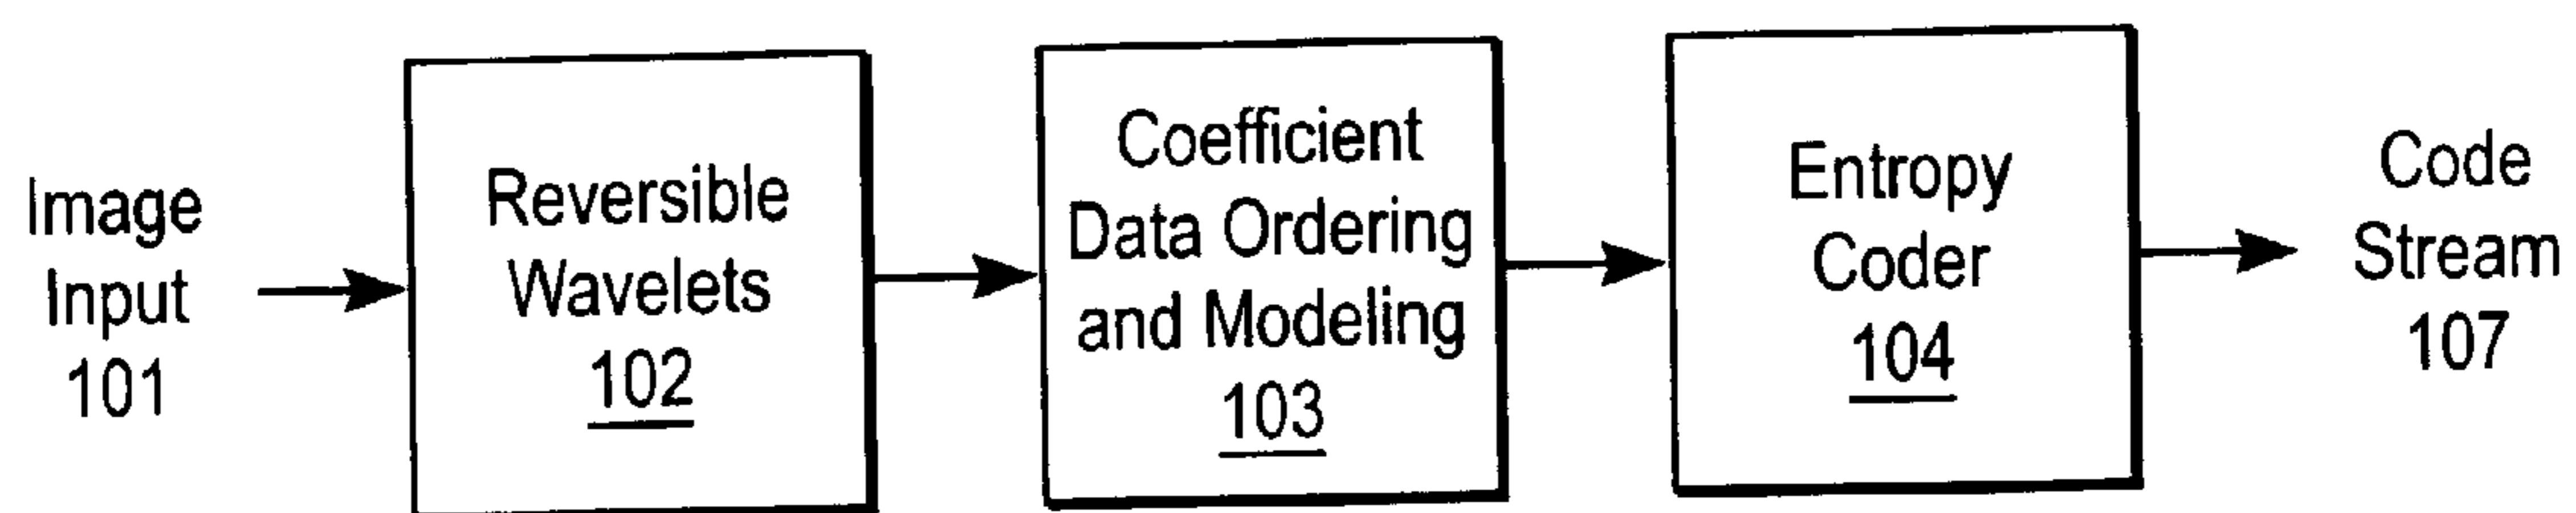 Image
Input
101
Reversible
Wavelets
102
Coefficient
Data Ordering
and Modeling
103
Entropy
Coder
104
Code
Stream
107